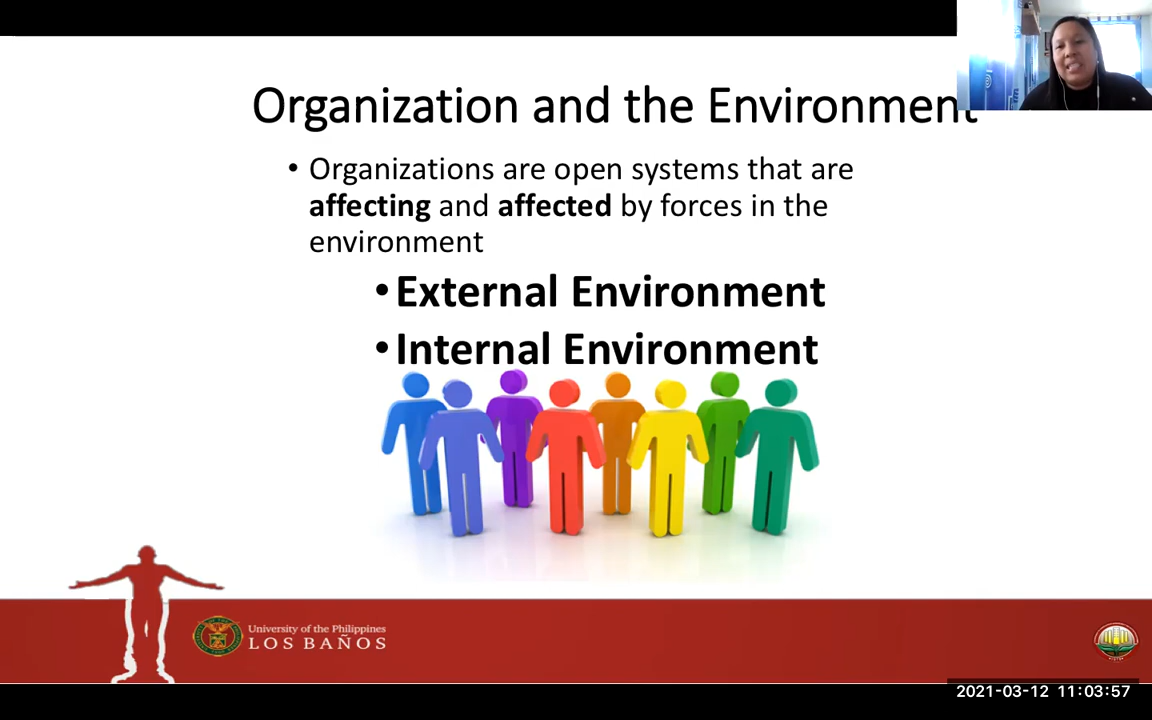 Organization and the Environment
• Organizations are open systems that are
affecting and affected by forces in the
environment
•External Environment
•Internal Environment
University of the Philippines
LOS BAÑOS
2021-03-12 11:03:57